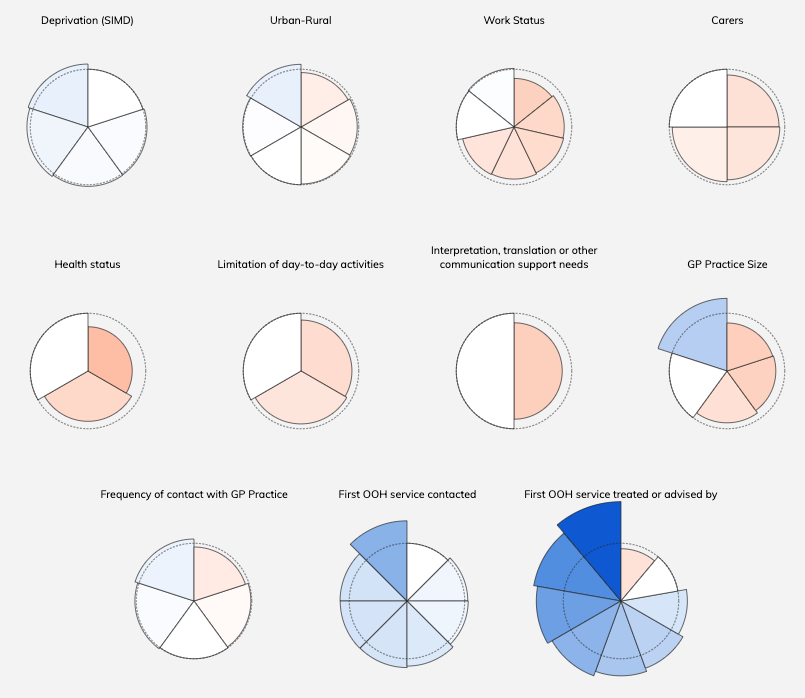 Deprivation (SIMD)
Urban-Rural
Work Status
Carers
Health status
Limitation of day-to-day activities
Interpretation, translation or other
communication support needs
GP Practice Size
Frequency of contact with GP Practice
First OOH service contacted
First OOH service treated or advised by